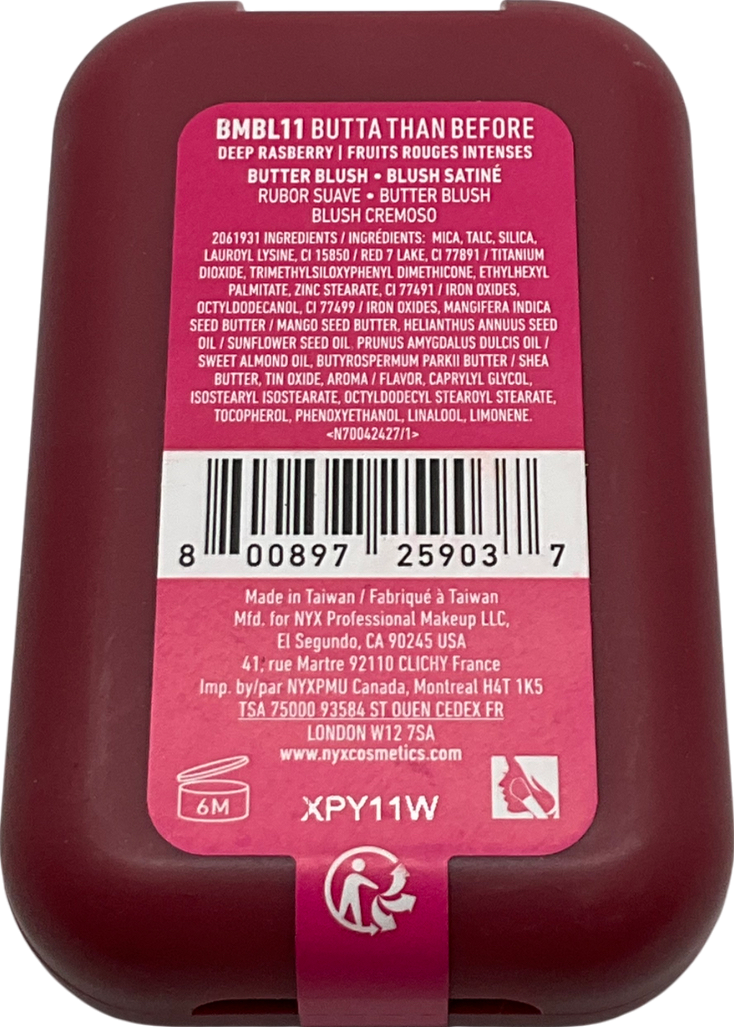 BMBL11 BUTTA THAN BEFORE
DEEP RASBERRY | FRUITS ROUGES INTENSES
BUTTER BLUSH • BLUSH SATINÉ
RUBOR SUAVE • BUTTER BLUSH
BLUSH CREMOSO
2061931 INGREDIENTS / INGRÉDIENTS: MICA, TALC, SILICA,
LAUROYL LYSINE, CI 15850 / RED 7 LAKE, CI 77891 / TITANIUM
DIOXIDE, TRIMETHYLSILOXYPHENYL DIMETHICONE, ETHYLHEXYL
PALMITATE, ZINC STEARATE, CI 77491 / IRON OXIDES,
OCTYLDODECANOL, CI 77499 / IRON OXIDES, MANGIFERA INDICA
SEED BUTTER / MANGO SEED BUTTER, HELIANTHUS ANNUUS SEED
OIL / SUNFLOWER SEED OIL, PRUNUS AMYGDALUS DULCIS OIL /
SWEET ALMOND OIL, BUTYROSPERMUM PARKII BUTTER / SHEA
BUTTER, TIN OXIDE, AROMA / FLAVOR, CAPRYLYL GLYCOL,
ISOSTEARYL ISOSTEARATE, OCTYLDODECYL STEAROYL STEARATE,
TOCOPHEROL, PHENOXYETHANOL, LINALOOL, LIMONENE.
<N70042427/1>
8 00897 25903 7
Made in Taiwan / Fabriqué à Taiwan
Mfd. for NYX Professional Makeup LLC,
El Segundo, CA 90245 USA
41, rue Martre 92110 CLICHY France
Imp. by/par NYXPMU Canada, Montreal H4T 1K5
TSA 75000 93584 ST OUEN CEDEX FR
LONDON W12 7SA
www.nyxcosmetics.com
6M
XPY11W